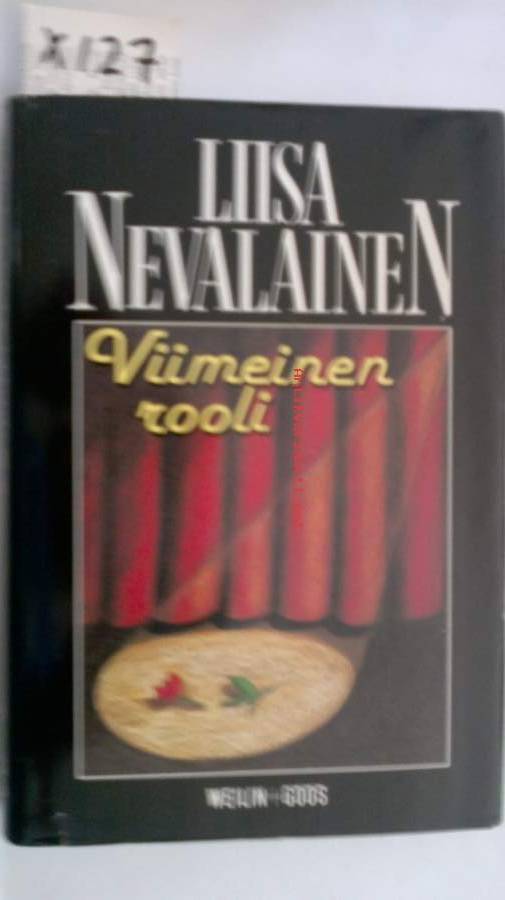 X127
LIISA
NEVALAINEN
Viimeinen
rooli
WEILIN+GÖÖS